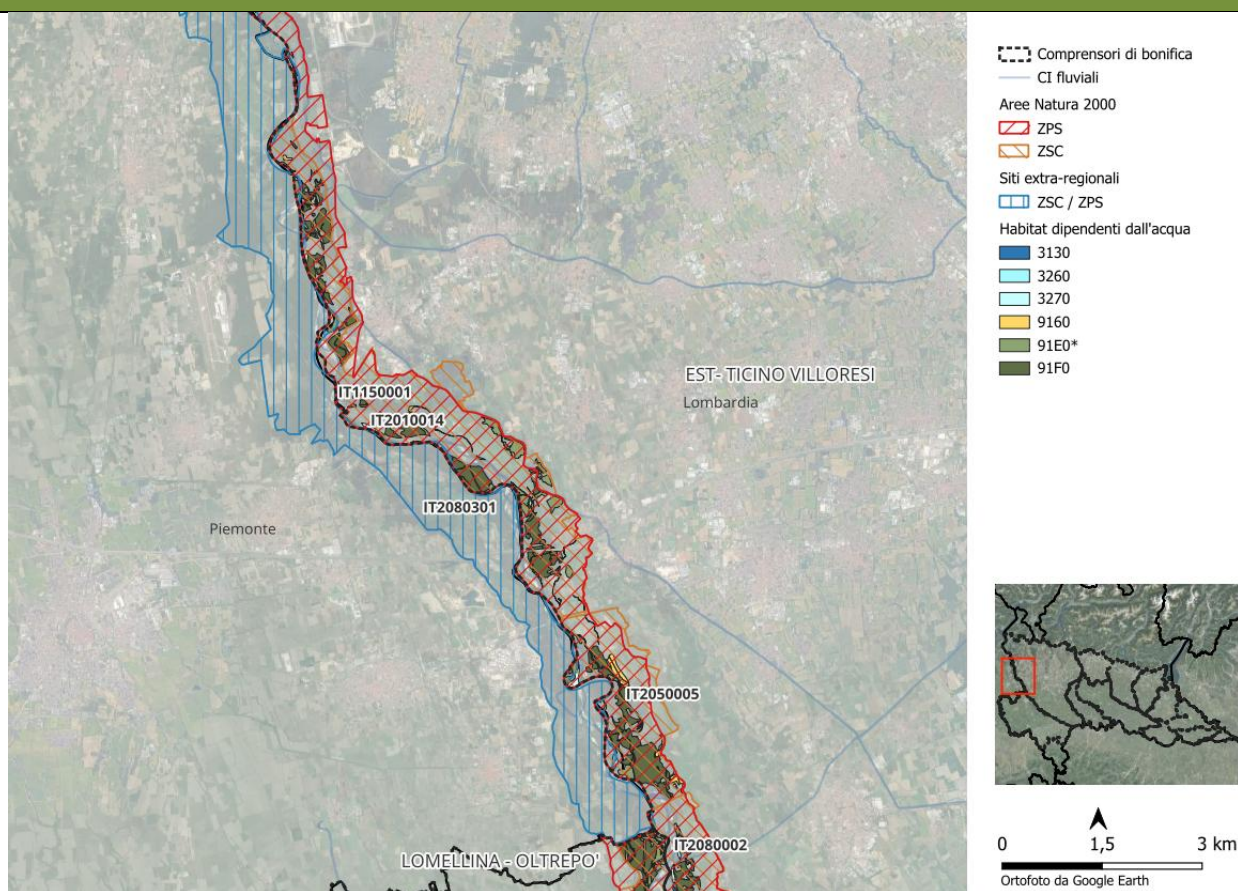 IT1150001
IT2010014
IT2080301
IT2050005
IT2080002
EST- TICINO VILLORESI
Lombardia
Piemonte
LOMELLINA - OLTREPO'
Comprensori di bonifica
CI fluviali
Aree Natura 2000
ZPS
ZSC
Siti extra-regionali
ZSC / ZPS
Habitat dipendenti dall'acqua
3130
3260
3270
9160
91E0*
91F0
0 1,5 3 km
Ortofoto da Google Earth